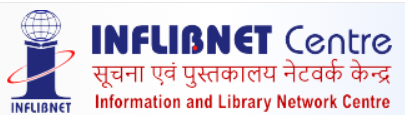 INFLIBNET Centre
सूचना एवं पुस्तकालय नेटवर्क केन्द्र
Information and Library Network Centre
INFLIBNET